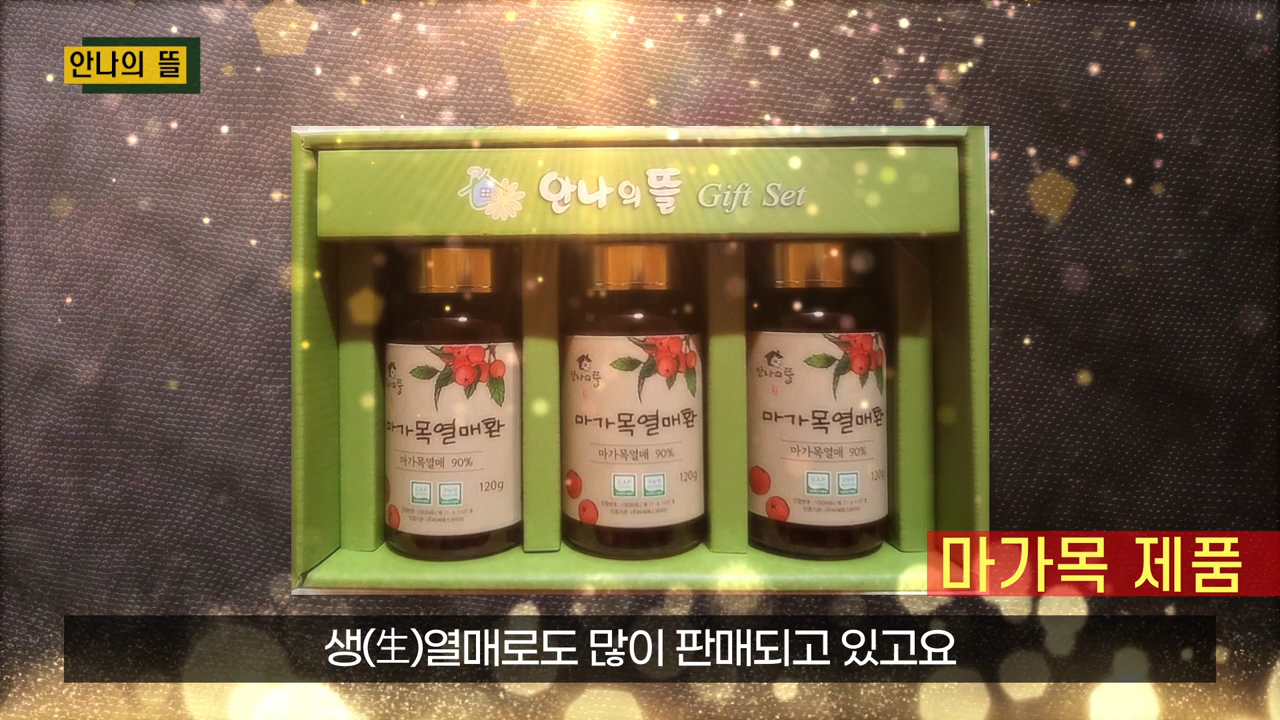 안나의 뜰
안나의뜰 Gift Set
마가목열매환
마가목열매 90%
120g
마가목열매환
마가목열매 90%
120g
마가목열매환
마가목열매 90%
120g
마가목 제품
생(生)열매로도 많이 판매되고 있고요